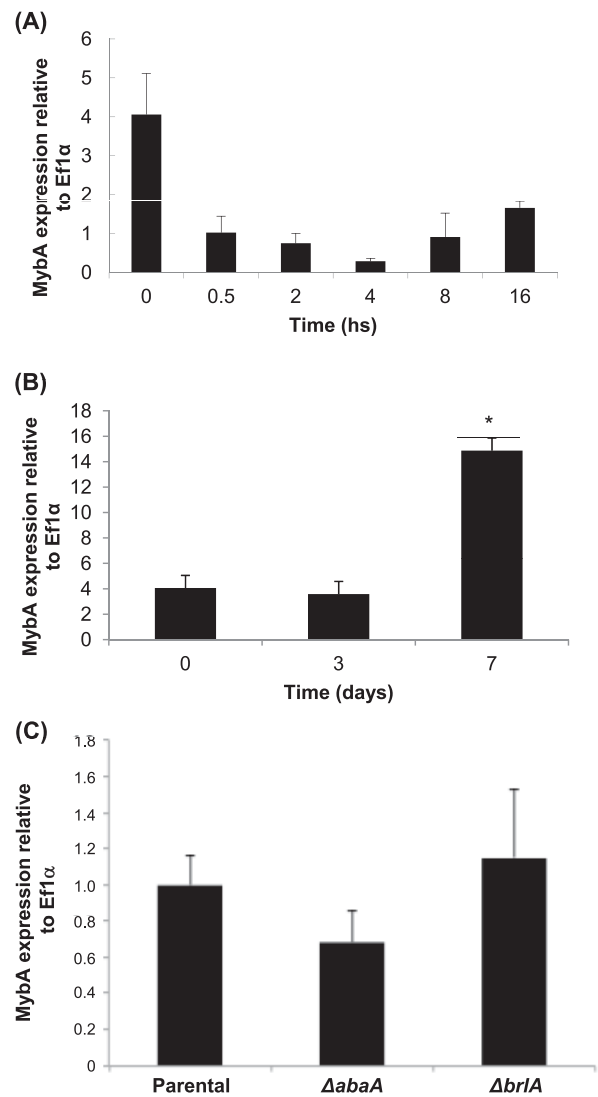 (A)
MybA expression relative
to Ef1α
6
5
4
3
2
1
0
0 0.5 2 4 8 16
Time (hs)
(B)
MybA expression relative
to Ef1α
18
16
14
12
10
8
6
4
2
0
*
0 3 7
Time (days)
(C)
MybA expression relative
to Ef1α
1.8
1.6
1.4
1.2
1.0
0.8
0.6
0.4
0.2
0
Parental ΔabaA ΔbrlA